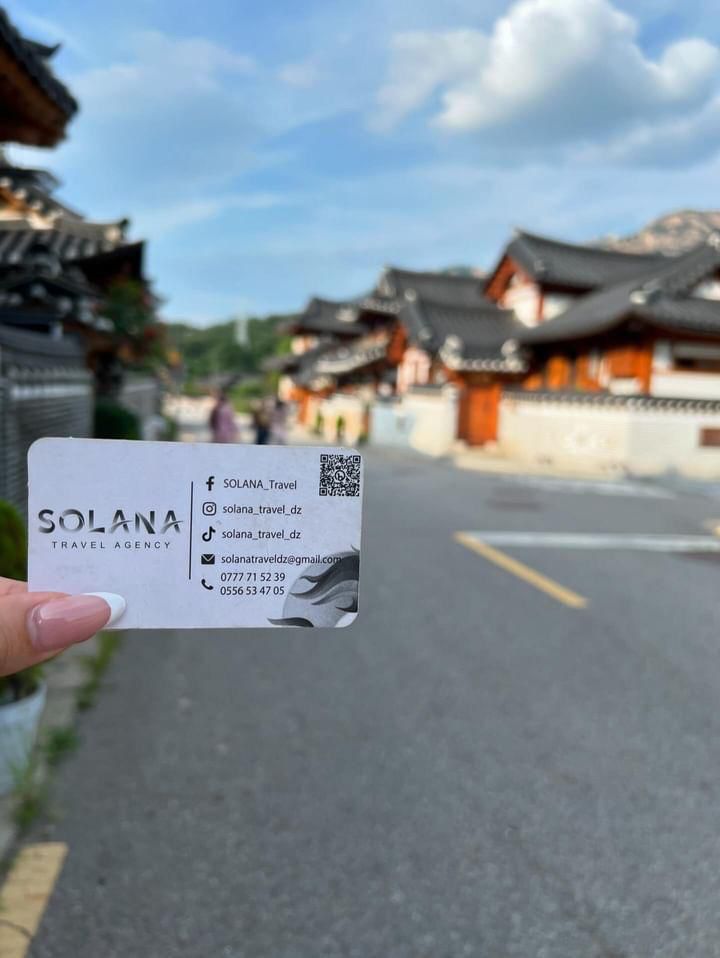 SOLANA
TRAVEL AGENCY
SOLANA_Travel
solana_travel_dz
solana_travel_dz
solanatraveldz@gmail.com
0777 71 52 39
0556 53 47 05